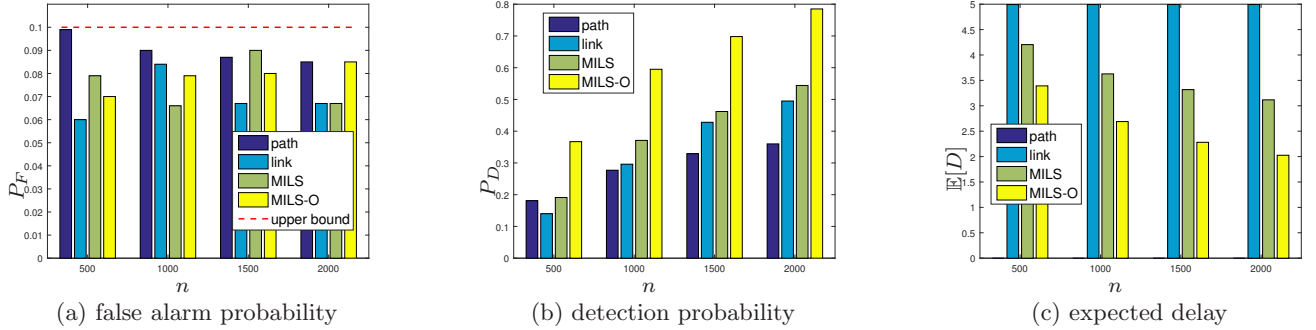 0.1
0.09
0.08
0.07
0.06
0.05
0.04
0.03
0.02
0.01
0
P_F
500 1000 1500 2000
n
path
link
MILS
MILS-O
upper bound
(a) false alarm probability
0.8
0.7
0.6
0.5
0.4
0.3
0.2
0.1
0
P_D
500 1000 1500 2000
n
path
link
MILS
MILS-O
(b) detection probability
5
4.5
4
3.5
3
2.5
2
1.5
1
0.5
0
𝔼[D]
500 1000 1500 2000
n
path
link
MILS
MILS-O
(c) expected delay